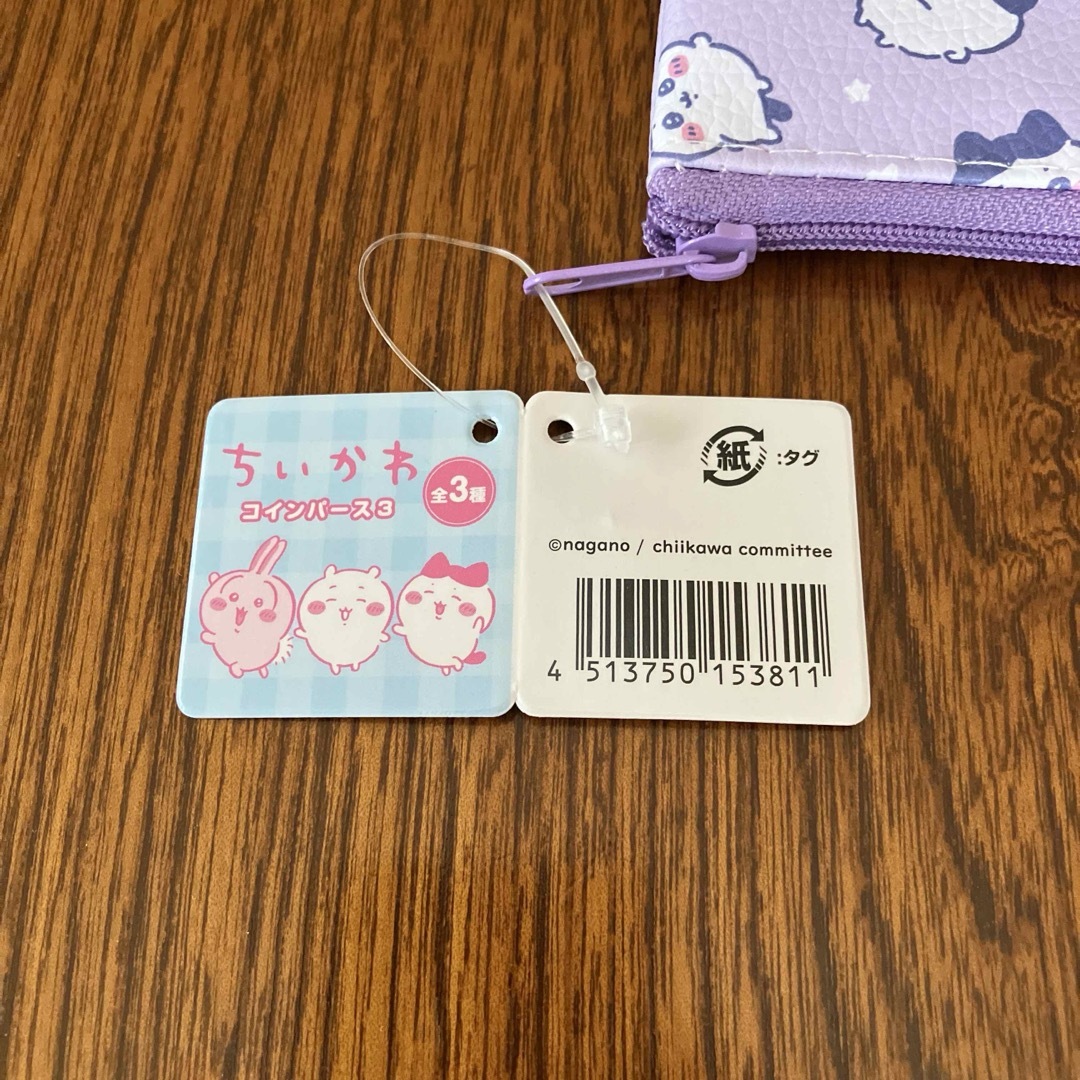 ちいかわ
コインパース3
全3種
紙:タグ
©nagano / chiikawa committee
4 513750 153811